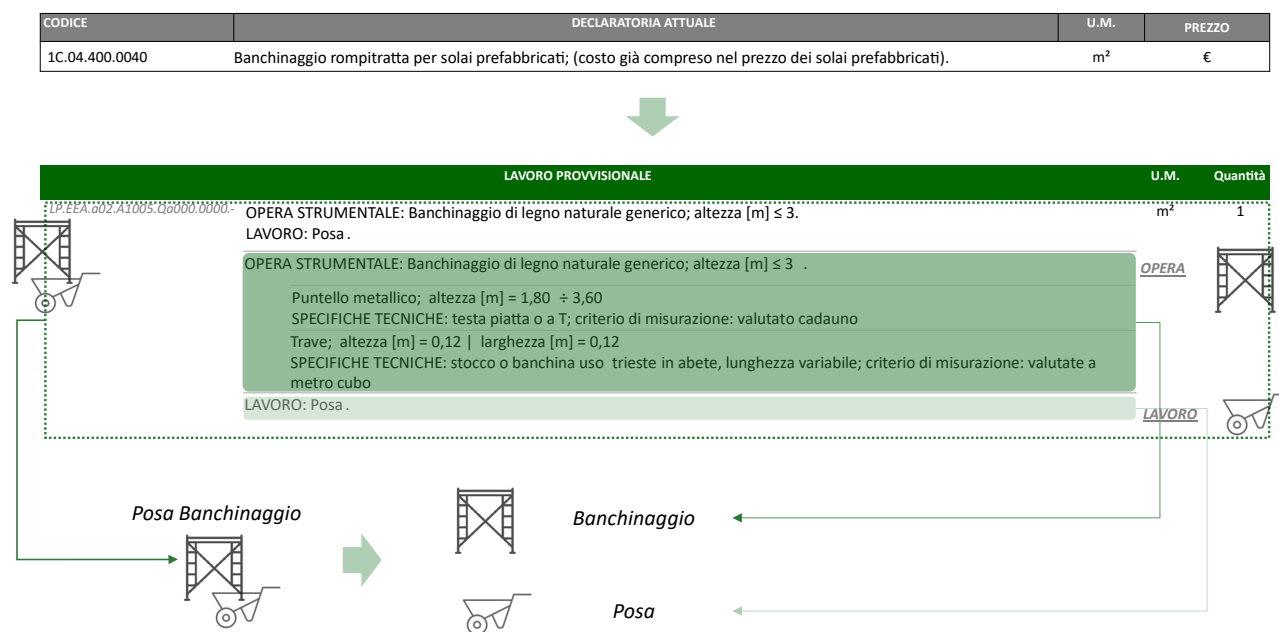 CODICE DECLARATORIA ATTUALE U.M. PREZZO
1C.04.400.0040 Banchinaggio rompitratta per solai prefabbricati; (costo già compreso nel prezzo dei solai prefabbricati). m² €
LAVORO PROVVISIONALE U.M. Quantità
LP.EEA.a02.A1005.Qa000.0000.- OPERA STRUMENTALE: Banchinaggio di legno naturale generico; altezza [m] ≤ 3. m² 1
LAVORO: Posa .
OPERA STRUMENTALE: Banchinaggio di legno naturale generico; altezza [m] ≤ 3 . OPERA
Puntello metallico; altezza [m] = 1,80 ÷ 3,60
SPECIFICHE TECNICHE: testa piatta o a T; criterio di misurazione: valutato cadauno
Trave; altezza [m] = 0,12 | larghezza [m] = 0,12
SPECIFICHE TECNICHE: stocco o banchina uso trieste in abete, lunghezza variabile; criterio di misurazione: valutate a
metro cubo
LAVORO: Posa . LAVORO
Posa Banchinaggio Banchinaggio
Posa